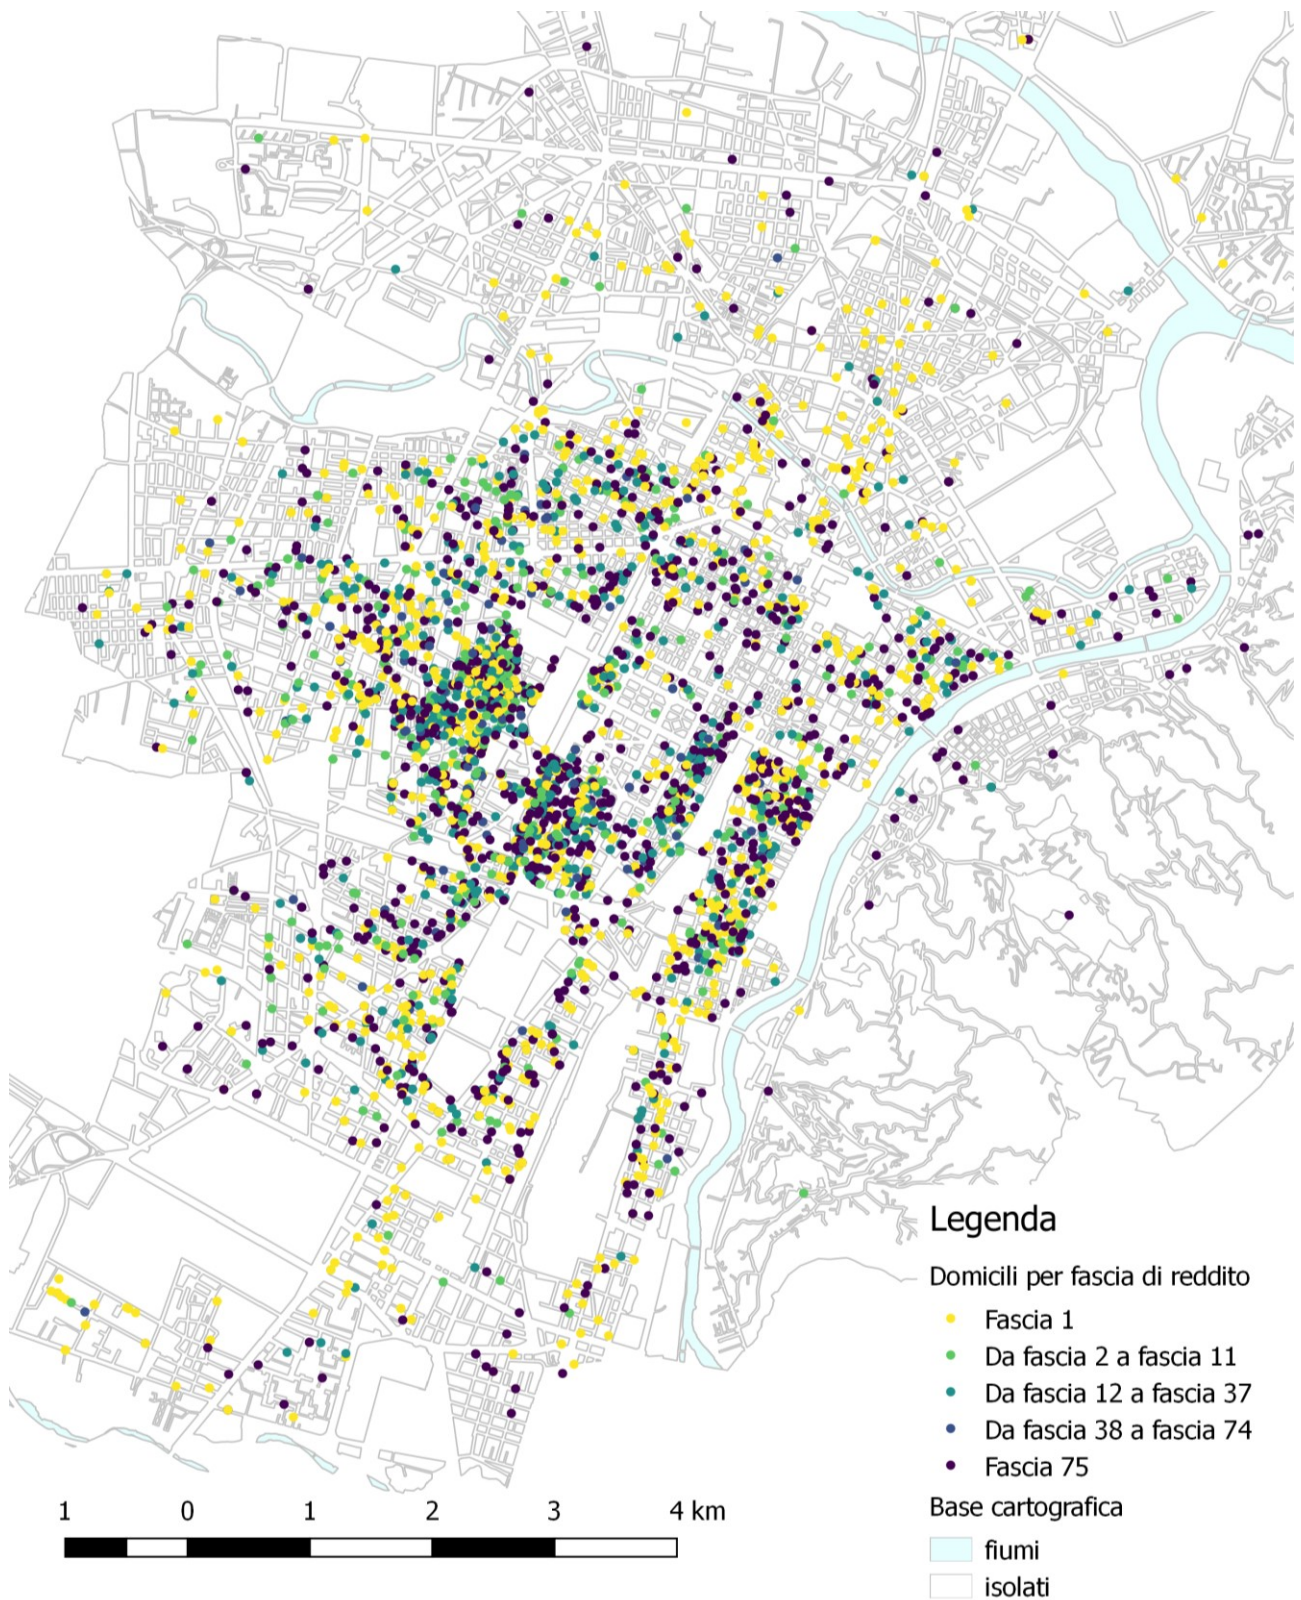 Legenda
Domicili per fascia di reddito
Fascia 1
Da fascia 2 a fascia 11
Da fascia 12 a fascia 37
Da fascia 38 a fascia 74
Fascia 75
Base cartografica
fiumi
isolati
1 0 1 2 3 4 km